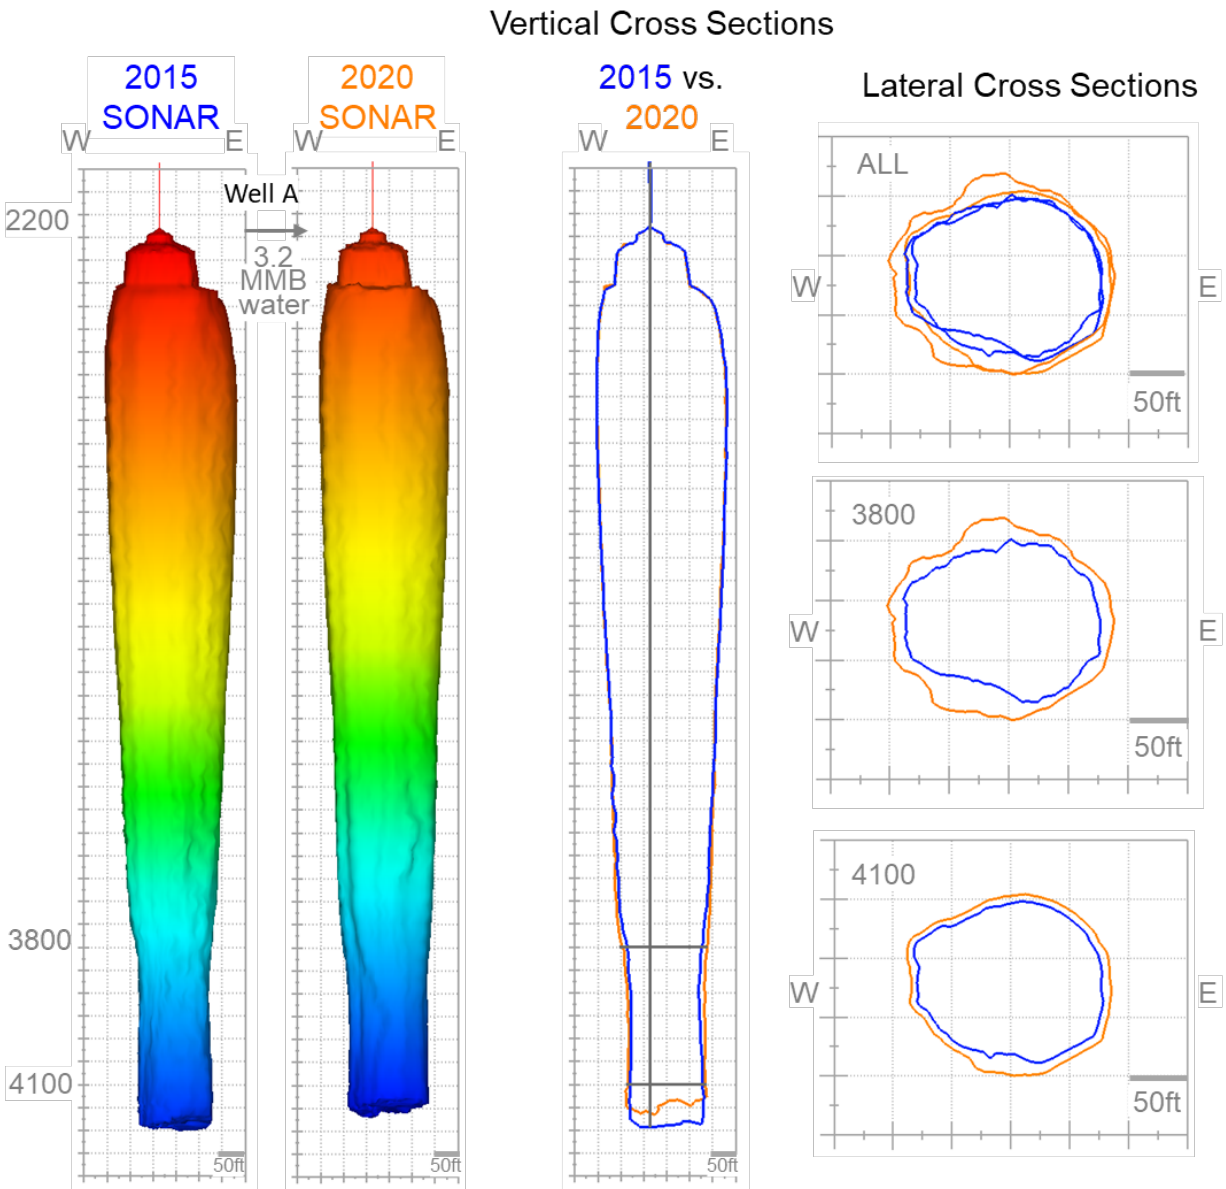 Vertical Cross Sections
2015
SONAR
W
E
2020
SONAR
W
E
2015 vs.
2020
W
E
Lateral Cross Sections
2200
3800
4100
Well A
3.2
MMB
water
50ft
50ft
50ft
ALL
W
E
50ft
3800
W
E
50ft
4100
W
E
50ft